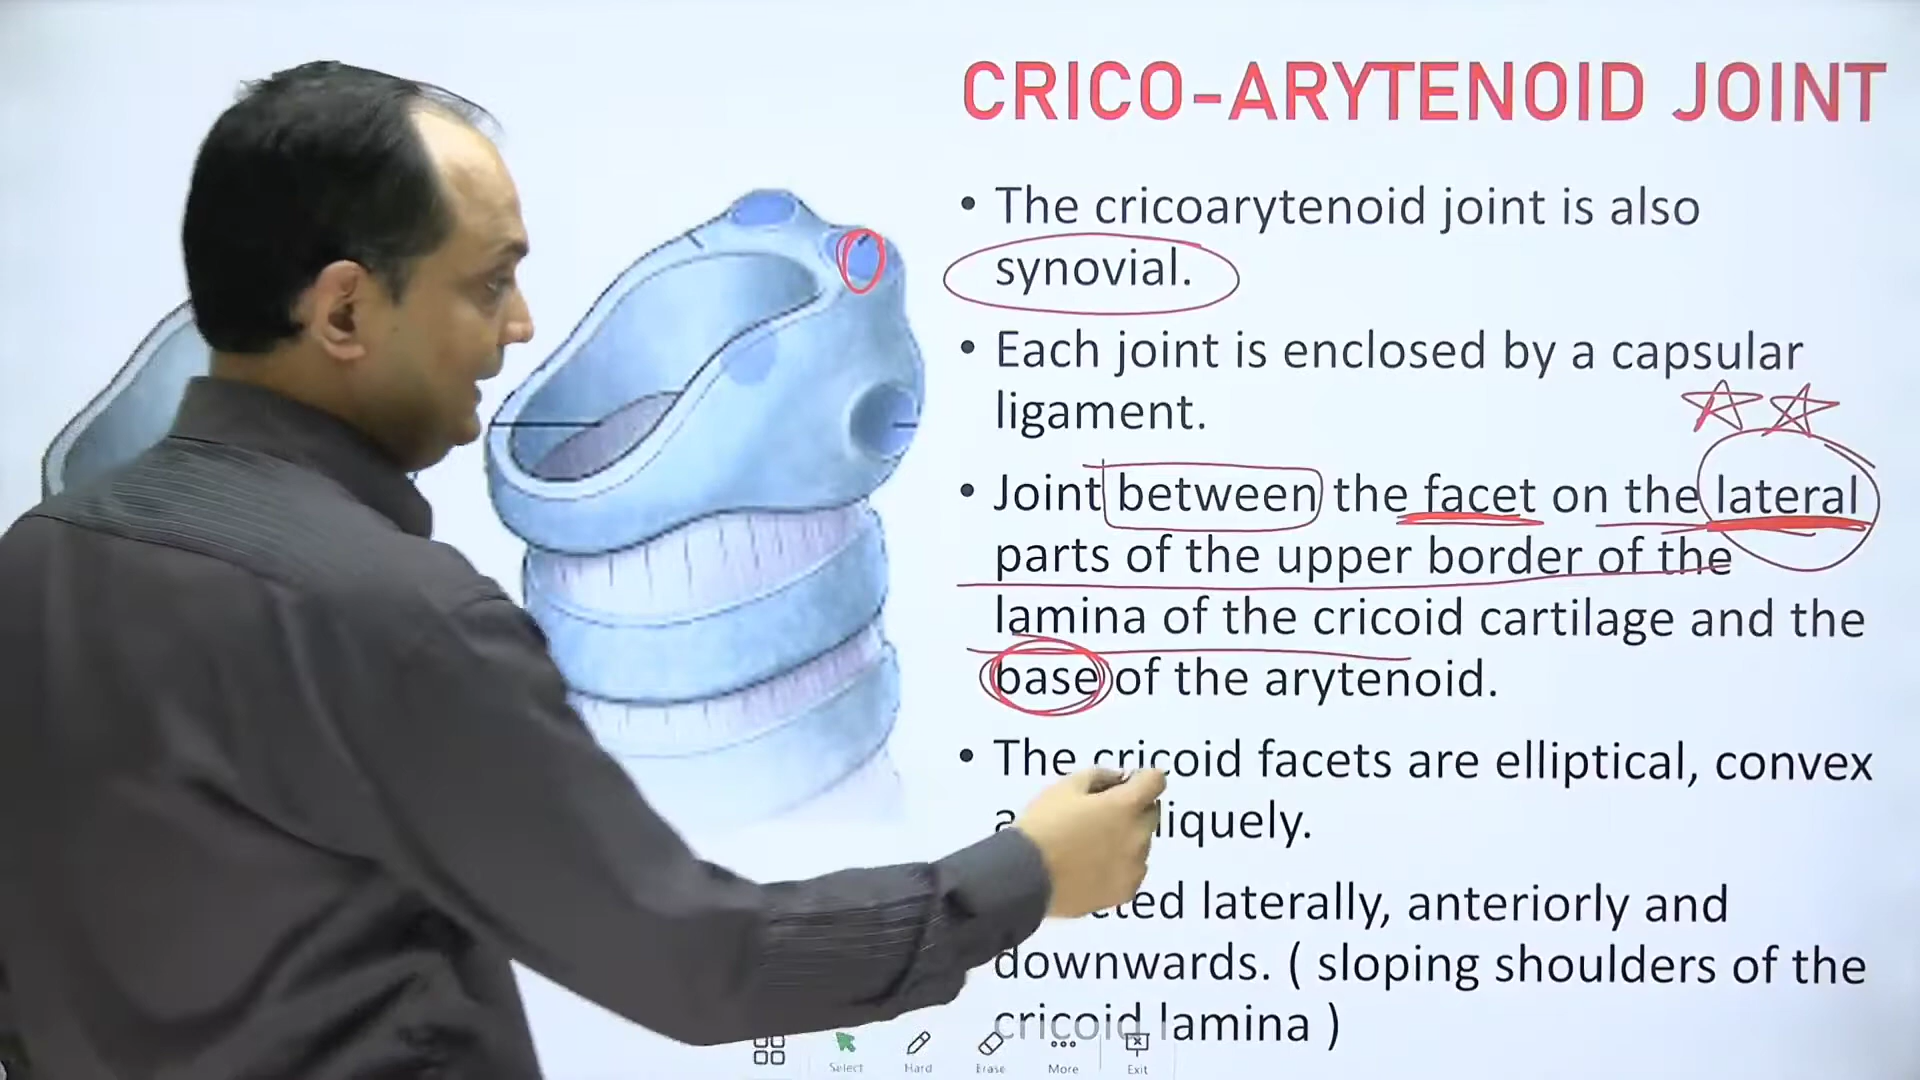 CRICO-ARYTENOID JOINT
• The cricoarytenoid joint is also
synovial.
• Each joint is enclosed by a capsular
ligament.
• Joint between the facet on the lateral
parts of the upper border of the
lamina of the cricoid cartilage and the
base of the arytenoid.
• The cricoid facets are elliptical, convex
liquely.
laterally, anteriorly and
downwards. ( sloping shoulders of the
cricoid lamina )
Select Hard Erase More Exit